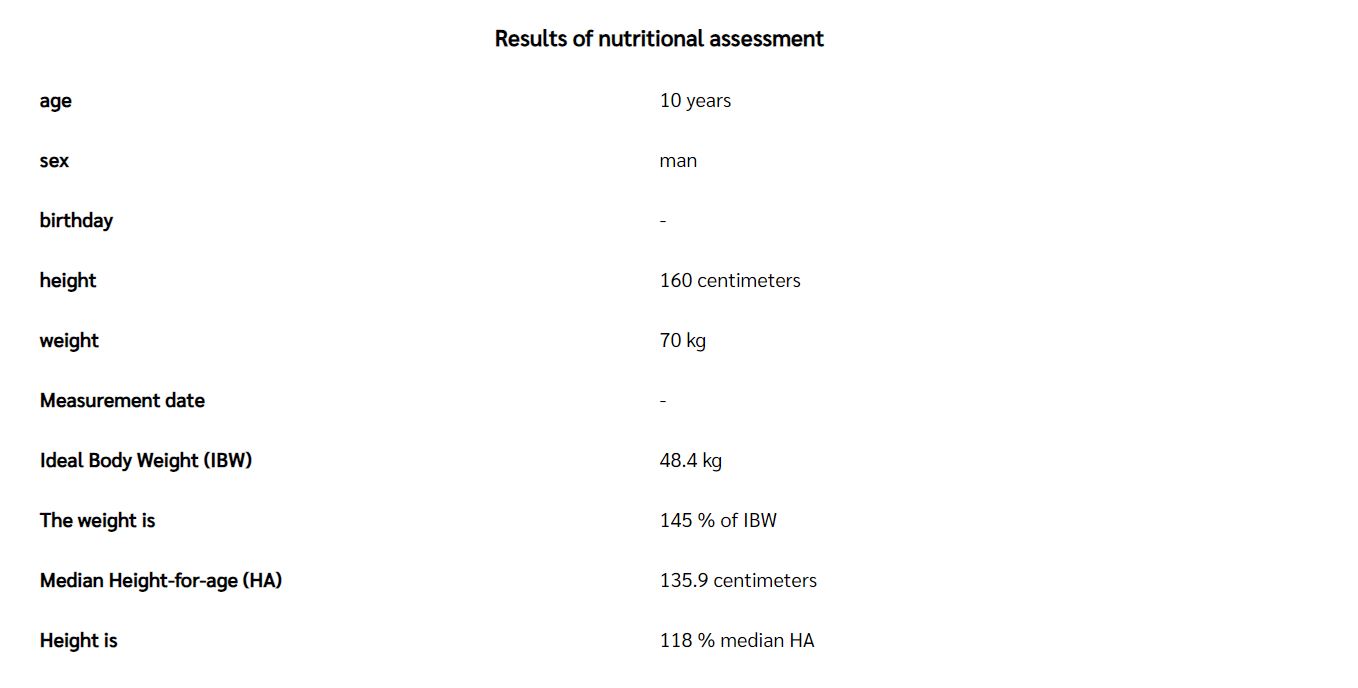 Results of nutritional assessment
age 10 years
sex man
birthday -
height 160 centimeters
weight 70 kg
Measurement date -
Ideal Body Weight (IBW) 48.4 kg
The weight is 145 % of IBW
Median Height-for-age (HA) 135.9 centimeters
Height is 118 % median HA